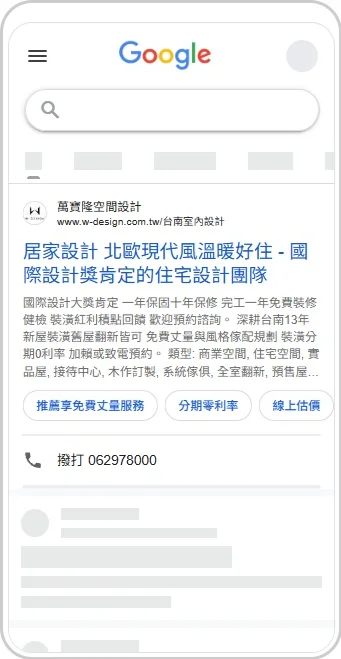 Google
萬寶隆空間設計
www.w-design.com.tw/台南室內設計
居家設計 北歐現代風溫暖好住 - 國
際設計獎肯定的住宅設計團隊
國際設計大獎肯定 一年保固十年保修 完工一年免費裝修
健檢 裝潢紅利積點回饋 歡迎預約諮詢。 深耕台南13年
新屋裝潢舊屋翻新皆可 免費丈量與風格傢配規劃 裝潢分
期0利率 加賴或致電預約。 類型: 商業空間, 住宅空間, 實
品屋, 接待中心, 木作訂製, 系統傢俱, 全室翻新, 預售屋…
推薦享免費丈量服務
分期零利率
線上估價
撥打 062978000